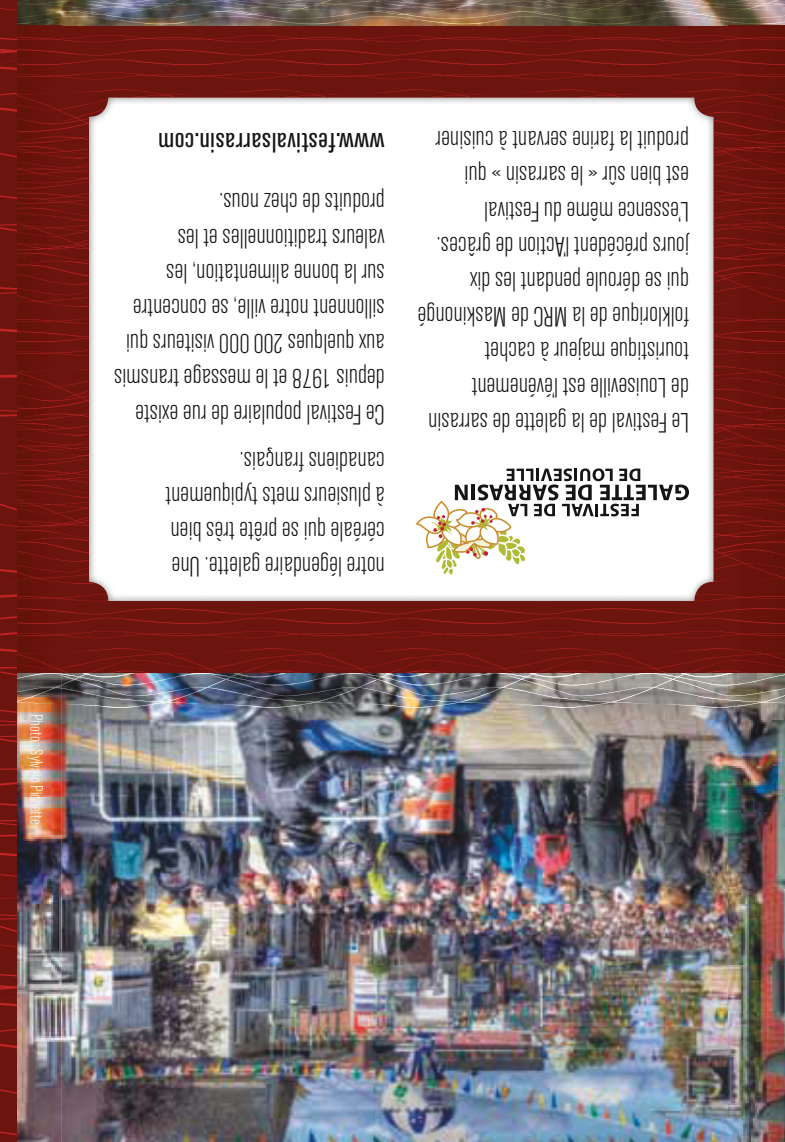 FESTIVAL DE LA
GALETTE DE SARRASIN
DE LOUISEVILLE
Le Festival de la galette de sarrasin
de Louiseville est l'événement
touristique majeur à cachet
folklorique de la MRC de Maskinongé
qui se déroule pendant les dix
jours précédent l'Action de grâces.
L'essence même du Festival
est bien sûr « le sarrasin » qui
produit la farine servant à cuisiner
notre légendaire galette. Une
céréale qui se prête très bien
à plusieurs mets typiquement
canadiens français.
Ce Festival populaire de rue existe
depuis 1978 et le message transmis
aux quelques 200 000 visiteurs qui
sillonnent notre ville, se concentre
sur la bonne alimentation, les
valeurs traditionnelles et les
produits de chez nous.
www.festivalsarrasin.com